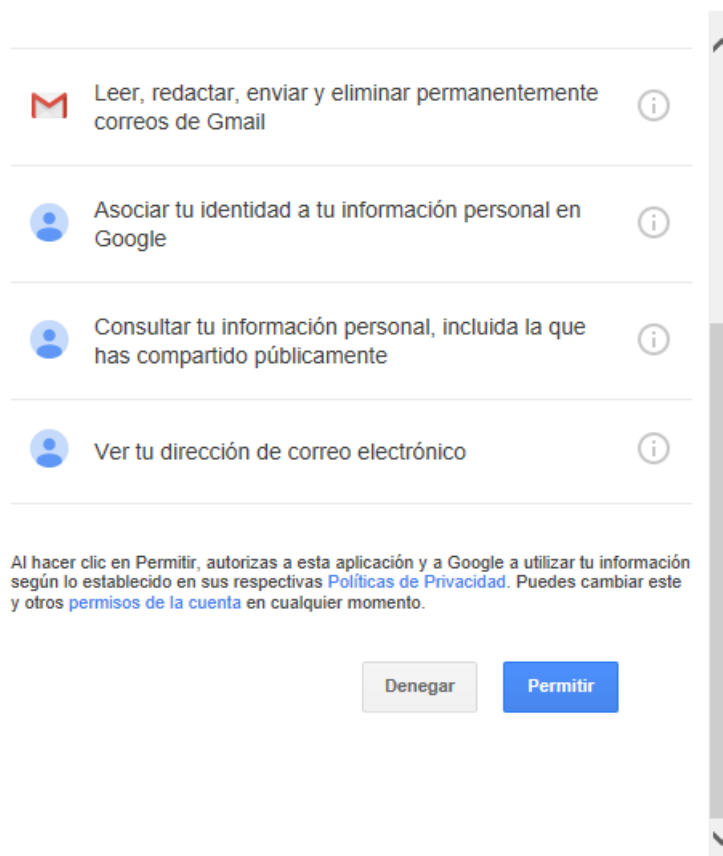 Leer, redactar, enviar y eliminar permanentemente
correos de Gmail
Asociar tu identidad a tu información personal en
Google
Consultar tu información personal, incluida la que
has compartido públicamente
Ver tu dirección de correo electrónico
Al hacer clic en Permitir, autorizas a esta aplicación y a Google a utilizar tu información
según lo establecido en sus respectivas Políticas de Privacidad. Puedes cambiar este
y otros permisos de la cuenta en cualquier momento.
Denegar Permitir